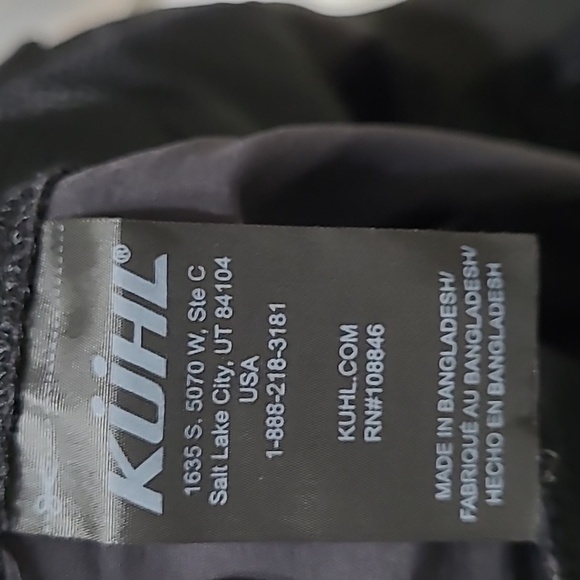 KÜHL®
1635 S. 5070 W, Ste C
Salt Lake City, UT 84104
USA
1-888-218-3181
KUHL.COM
RN#108846
MADE IN BANGLADESH/
FABRIQUÉ AU BANGLADESH/
HECHO EN BANGLADESH